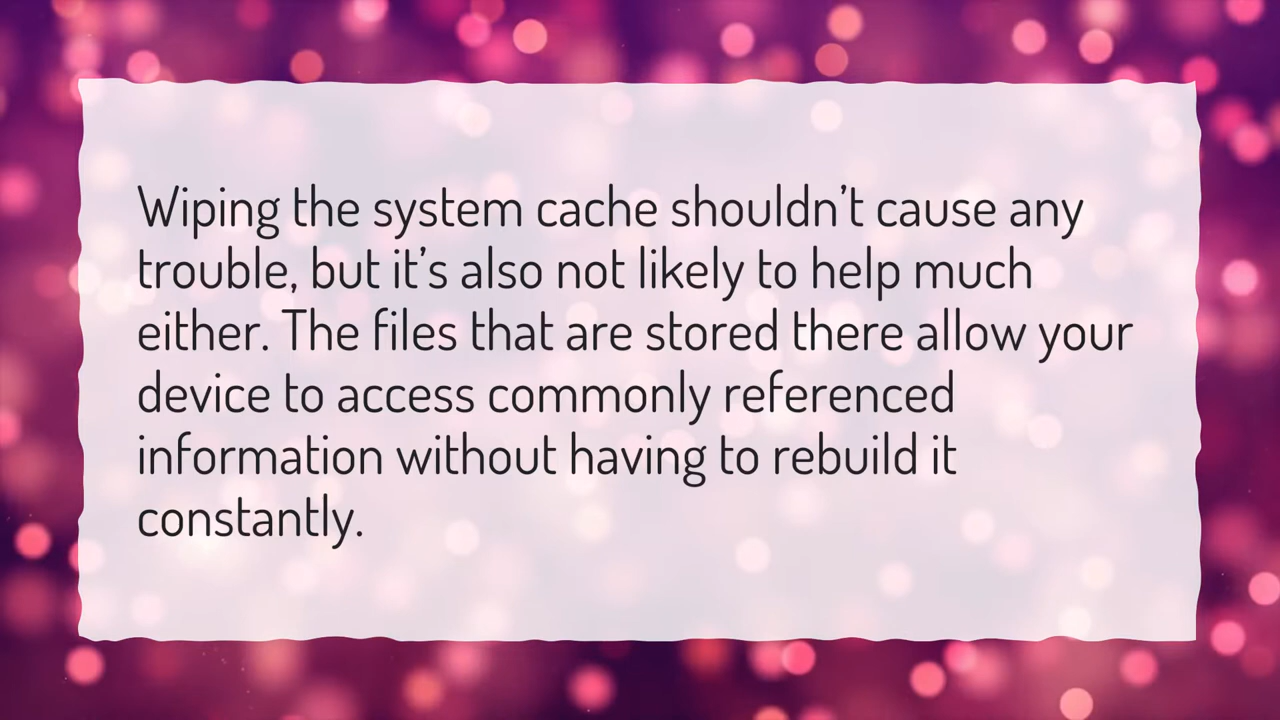 Wiping the system cache shouldn’t cause any
trouble, but it’s also not likely to help much
either. The files that are stored there allow your
device to access commonly referenced
information without having to rebuild it
constantly.